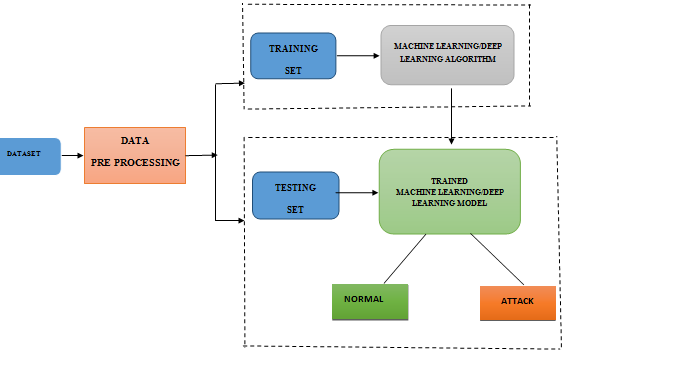 TRAINING
SET
MACHINE LEARNING/DEEP
LEARNING ALGORITHM
DATASET
DATA
PRE PROCESSING
TESTING
SET
TRAINED
MACHINE LEARNING/DEEP
LEARNING MODEL
NORMAL
ATTACK